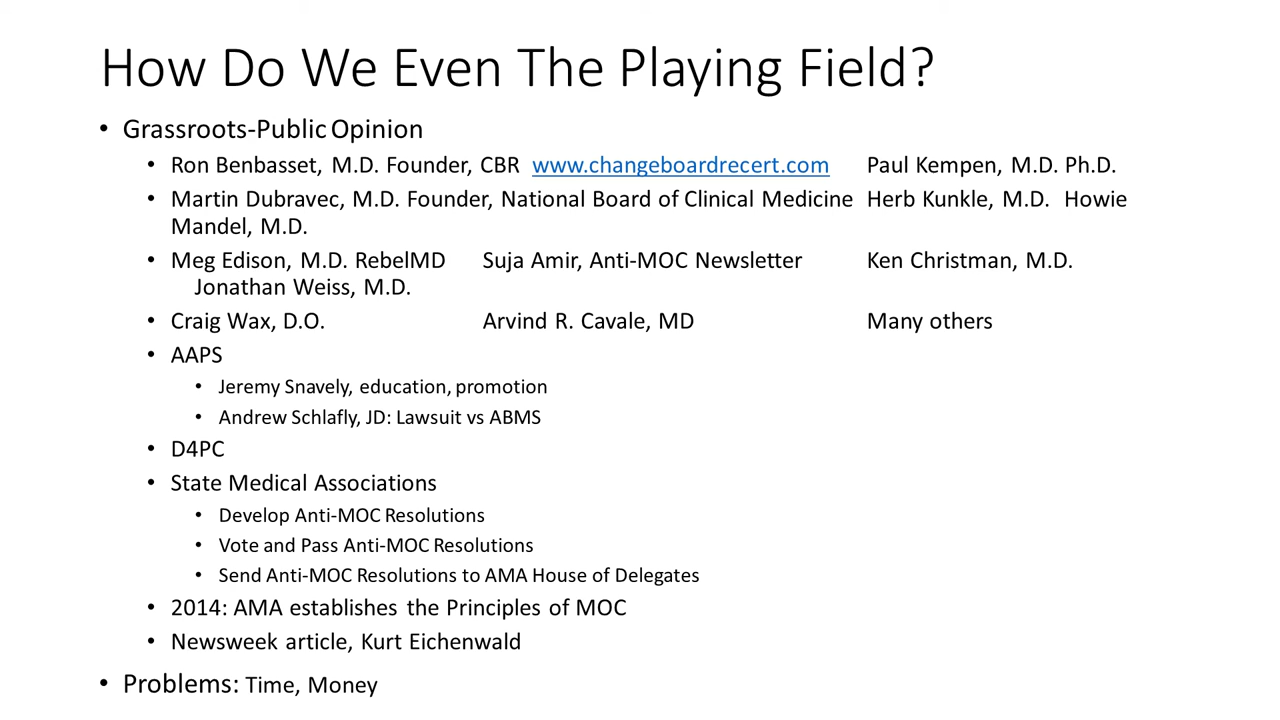 How Do We Even The Playing Field?
• Grassroots-Public Opinion
• Ron Benbasset, M.D. Founder, CBR www.changeboardrecert.com Paul Kempen, M.D. Ph.D.
• Martin Dubravec, M.D. Founder, National Board of Clinical Medicine Herb Kunkle, M.D. Howie
Mandel, M.D.
• Meg Edison, M.D. RebelMD Suja Amir, Anti-MOC Newsletter Ken Christman, M.D.
Jonathan Weiss, M.D.
• Craig Wax, D.O. Arvind R. Cavale, MD Many others
• AAPS
• Jeremy Snavely, education, promotion
• Andrew Schlafly, JD: Lawsuit vs ABMS
• D4PC
• State Medical Associations
• Develop Anti-MOC Resolutions
• Vote and Pass Anti-MOC Resolutions
• Send Anti-MOC Resolutions to AMA House of Delegates
• 2014: AMA establishes the Principles of MOC
• Newsweek article, Kurt Eichenwald
• Problems: Time, Money